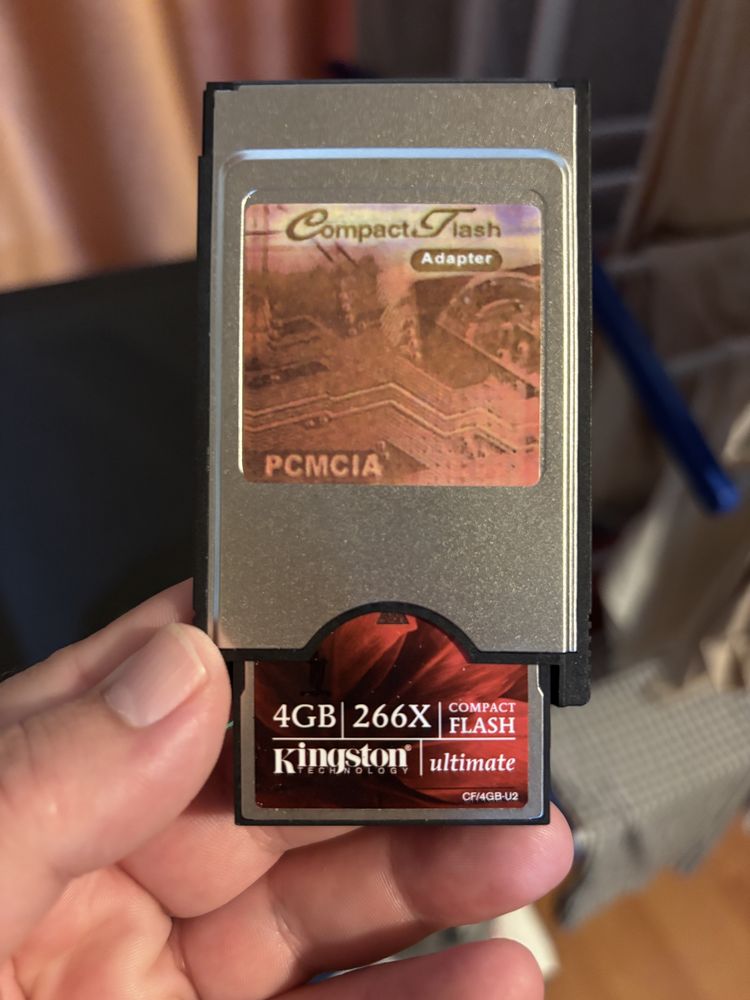 CompactFlash
Adapter
PCMCIA
4GB 266X COMPACT FLASH
Kingston® ultimate
TECHNOLOGY
CF/4GB-U2